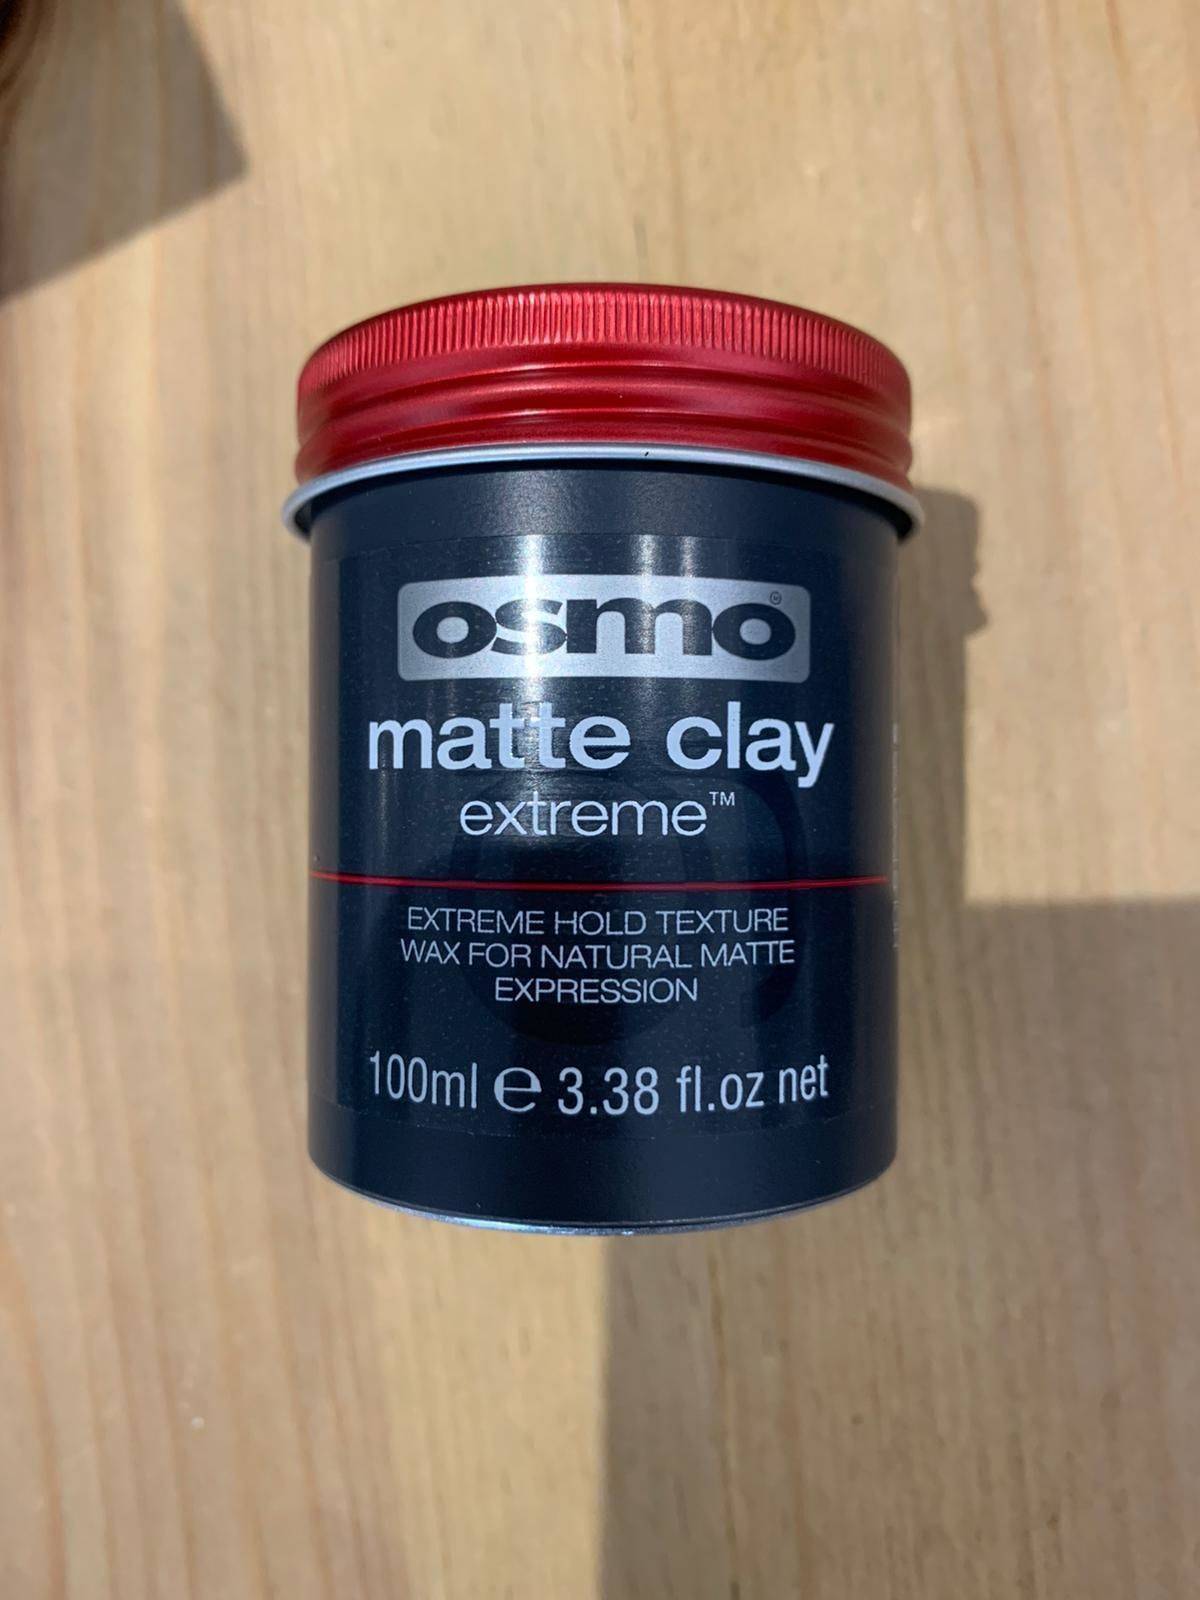 osmo®
matte clay
extreme™
EXTREME HOLD TEXTURE
WAX FOR NATURAL MATTE
EXPRESSION
100ml ℮ 3.38 fl.oz net